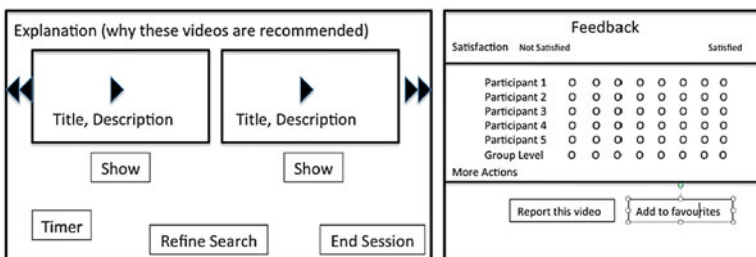 Explanation (why these videos are recommended)
Title, Description
Title, Description
Show
Show
Timer
Refine Search
End Session
Feedback
Satisfaction Not Satisfied Satisfied
Participant 1 O O O O O O O O O
Participant 2 O O O O O O O O O
Participant 3 O O O O O O O O O
Participant 4 O O O O O O O O O
Participant 5 O O O O O O O O O
Group Level O O O O O O O O O
More Actions
Report this video
Add to favourites